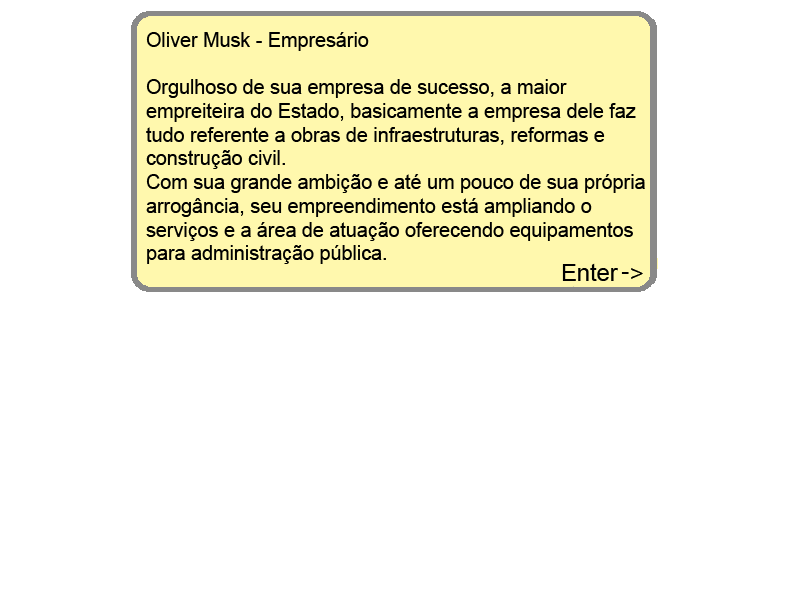 Oliver Musk - Empresário
Orgulhoso de sua empresa de sucesso, a maior
empreiteira do Estado, basicamente a empresa dele faz
tudo referente a obras de infraestruturas, reformas e
construção civil.
Com sua grande ambição e até um pouco de sua própria
arrogância, seu empreendimento está ampliando o
serviços e a área de atuação oferecendo equipamentos
para administração pública.
Enter ->